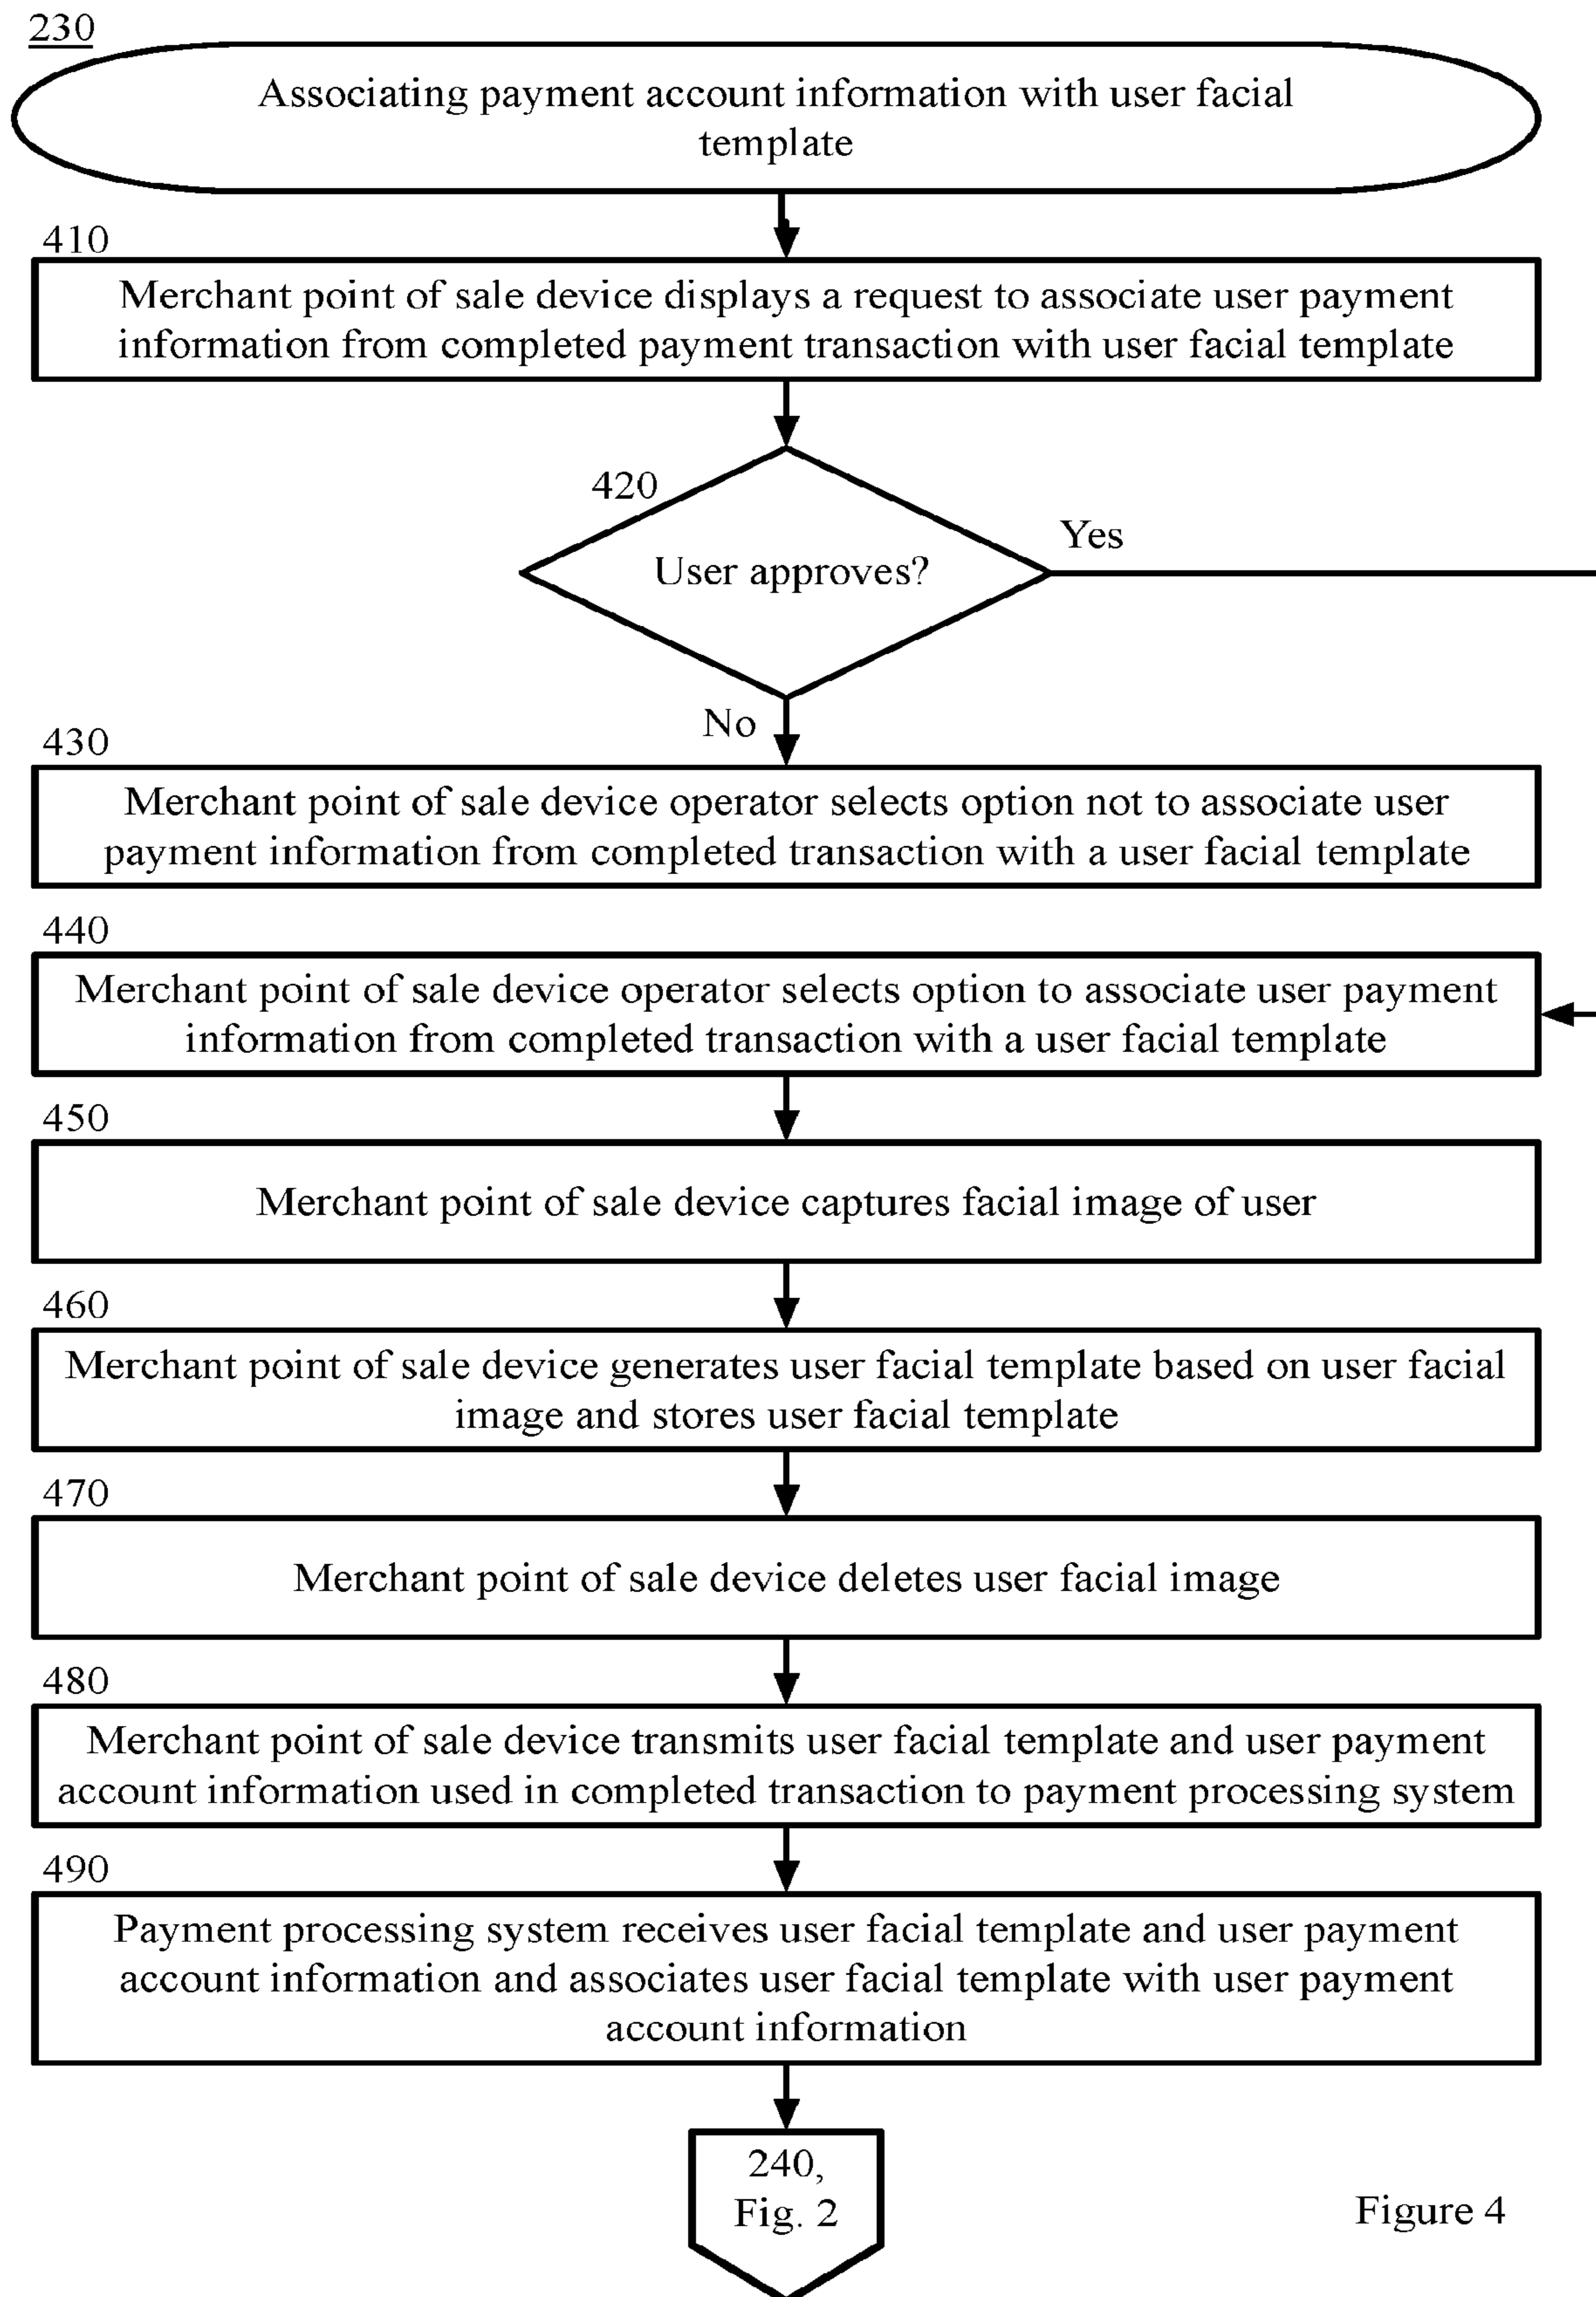 230
Associating payment account information with user facial
template
410
Merchant point of sale device displays a request to associate user payment
information from completed payment transaction with user facial template
420
User approves?
Yes
No
430
Merchant point of sale device operator selects option not to associate user
payment information from completed transaction with a user facial template
440
Merchant point of sale device operator selects option to associate user payment
information from completed transaction with a user facial template
450
Merchant point of sale device captures facial image of user
460
Merchant point of sale device generates user facial template based on user facial
image and stores user facial template
470
Merchant point of sale device deletes user facial image
480
Merchant point of sale device transmits user facial template and user payment
account information used in completed transaction to payment processing system
490
Payment processing system receives user facial template and user payment
account information and associates user facial template with user payment
account information
240,
Fig. 2
Figure 4